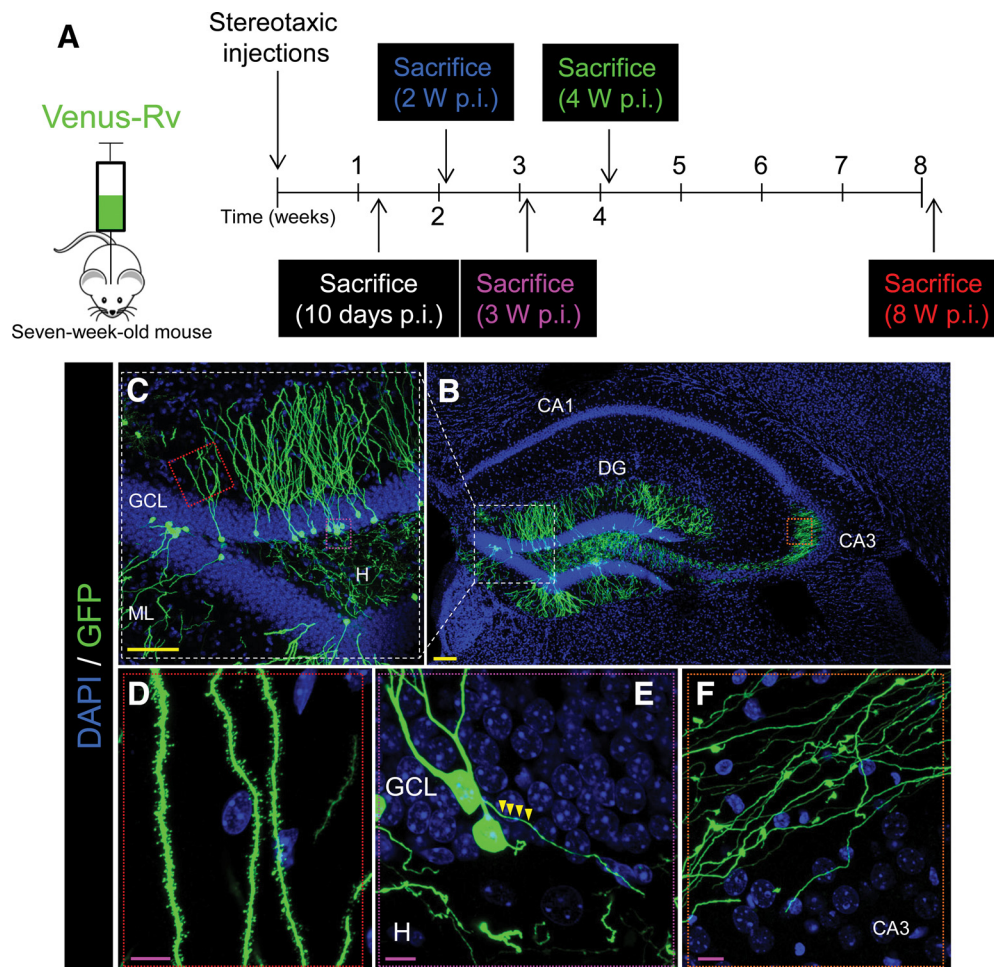 A
Stereotaxic
injections
Sacrifice
(2 W p.i.)
Sacrifice
(4 W p.i.)
Venus-Rv
1
3
5
6
7
8
Time (weeks)
2
4
Sacrifice
(10 days p.i.)
Sacrifice
(3 W p.i.)
Sacrifice
(8 W p.i.)
Seven-week-old mouse
DAPI / GFP
C
GCL
H
ML
B
CA1
DG
CA3
D
E
GCL
H
F
CA3